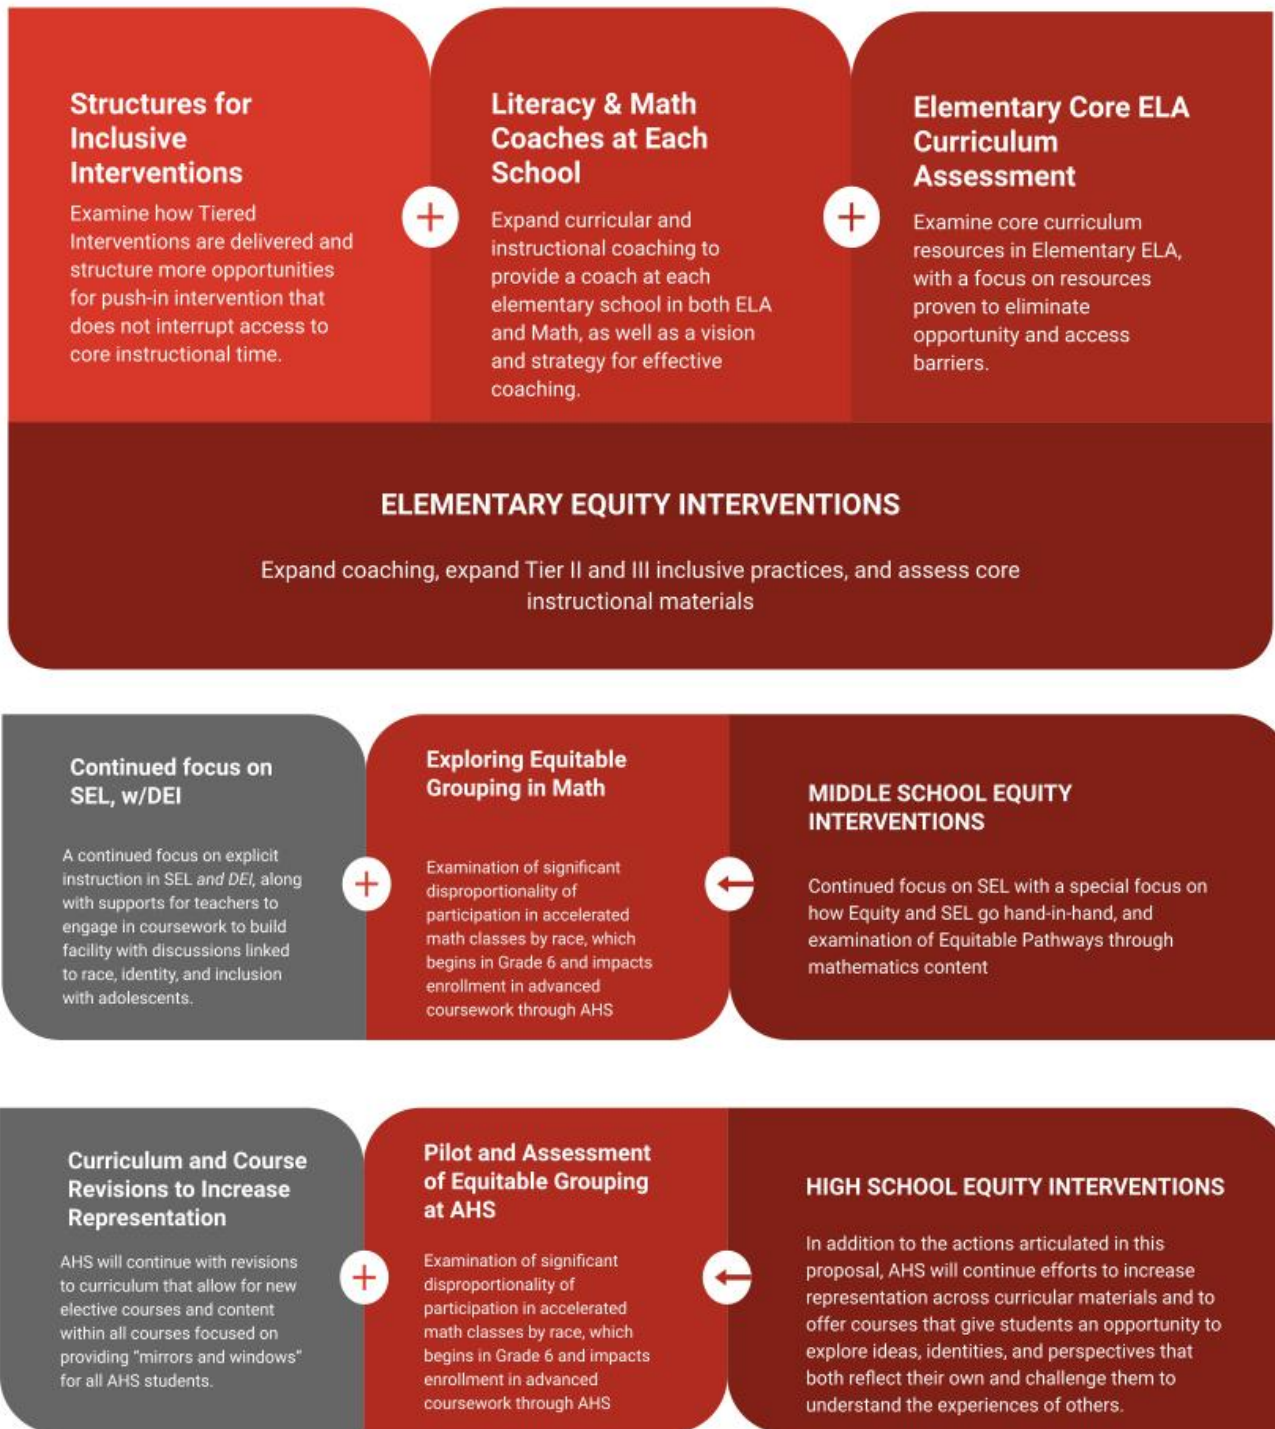 Structures for
Inclusive
Interventions
Examine how Tiered
Interventions are delivered and
structure more opportunities
for push-in intervention that
does not interrupt access to
core instructional time.
Literacy & Math
Coaches at Each
School
Expand curricular and
instructional coaching to
provide a coach at each
elementary school in both ELA
and Math, as well as a vision
and strategy for effective
coaching.
Elementary Core ELA
Curriculum
Assessment
Examine core curriculum
resources in Elementary ELA,
with a focus on resources
proven to eliminate
opportunity and access
barriers.
ELEMENTARY EQUITY INTERVENTIONS
Expand coaching, expand Tier II and III inclusive practices, and assess core
instructional materials
Continued focus on
SEL, w/DEI
A continued focus on explicit
instruction in SEL and DEI, along
with supports for teachers to
engage in coursework to build
facility with discussions linked
to race, identity, and inclusion
with adolescents.
Exploring Equitable
Grouping in Math
Examination of significant
disproportionality of
participation in accelerated
math classes by race, which
begins in Grade 6 and impacts
enrollment in advanced
coursework through AHS
MIDDLE SCHOOL EQUITY
INTERVENTIONS
Continued focus on SEL with a special focus on
how Equity and SEL go hand-in-hand, and
examination of Equitable Pathways through
mathematics content
Curriculum and Course
Revisions to Increase
Representation
AHS will continue with revisions
to curriculum that allow for new
elective courses and content
within all courses focused on
providing “mirrors and windows”
for all AHS students.
Pilot and Assessment
of Equitable Grouping
at AHS
Examination of significant
disproportionality of
participation in accelerated
math classes by race, which
begins in Grade 6 and impacts
enrollment in advanced
coursework through AHS
HIGH SCHOOL EQUITY INTERVENTIONS
In addition to the actions articulated in this
proposal, AHS will continue efforts to increase
representation across curricular materials and to
offer courses that give students an opportunity to
explore ideas, identities, and perspectives that
both reflect their own and challenge them to
understand the experiences of others.